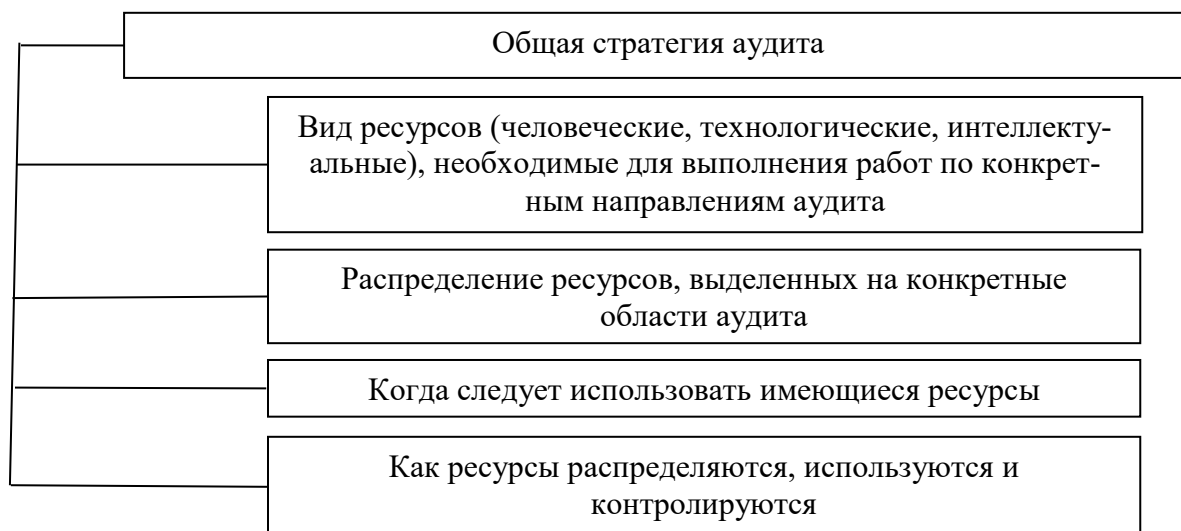 Общая стратегия аудита
Вид ресурсов (человеческие, технологические, интеллекту-
альные), необходимые для выполнения работ по конкрет-
ным направлениям аудита
Распределение ресурсов, выделенных на конкретные
области аудита
Когда следует использовать имеющиеся ресурсы
Как ресурсы распределяются, используются и
контролируются